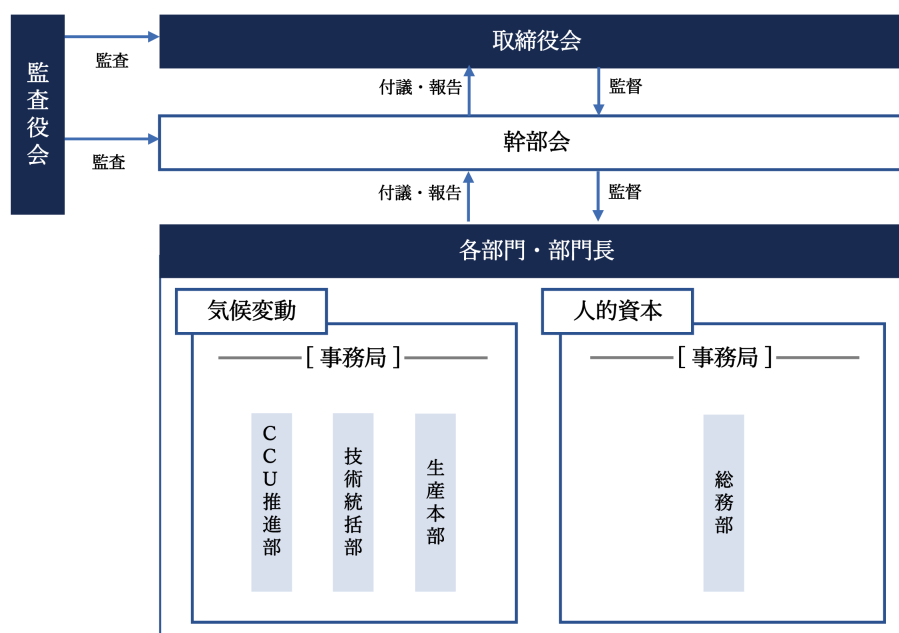 監査役会
監査
取締役会
付議・報告
監督
監査
幹部会
付議・報告
監督
各部門・部門長
気候変動
[ 事務局 ]
CCU推進部
技術統括部
生産本部
人的資本
[ 事務局 ]
総務部